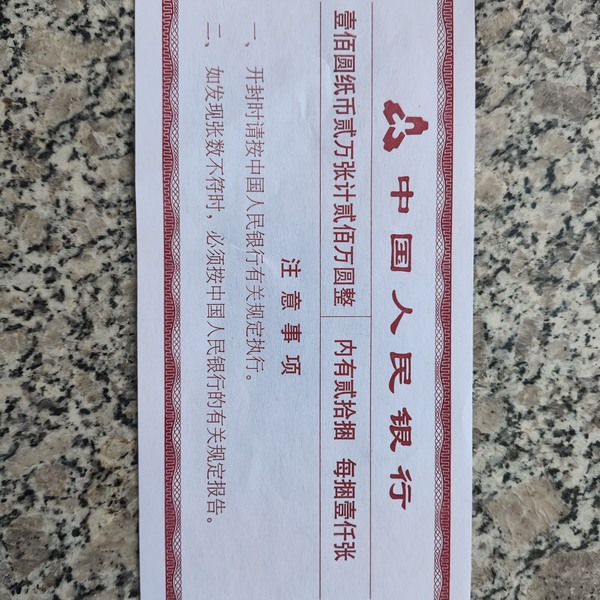 中国人民银行
壹佰圆纸币贰万张计贰佰万圆整 内有贰拾捆 每捆壹仟张
注意事项
一、开封时请按中国人民银行有关规定执行。
二、如发现张数不符时，必须按中国人民银行的有关规定报告。